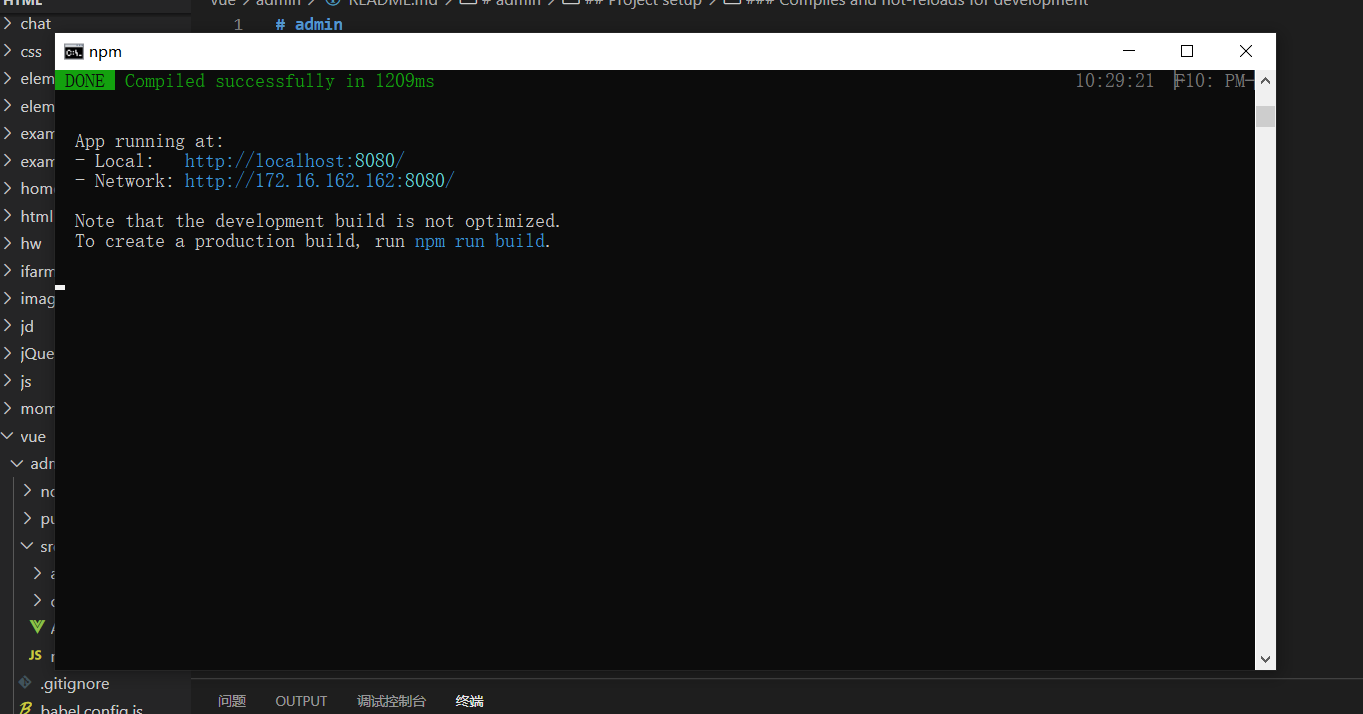 HTML
vue > admin > README.md > # admin > ## Project setup > ### Compiles and hot-reloads for development
1 # admin
chat
css
elem
elem
exam
exam
home
html
hw
ifarm
imag
jd
jQue
js
mom
vue
adm
no
pu
src
.gitignore
babel.config.js
npm
DONE Compiled successfully in 1209ms 10:29:21 F10: PM
App running at:
- Local: http://localhost:8080/
- Network: http://172.16.162.162:8080/
Note that the development build is not optimized.
To create a production build, run npm run build.
问题 OUTPUT 调试控制台 终端